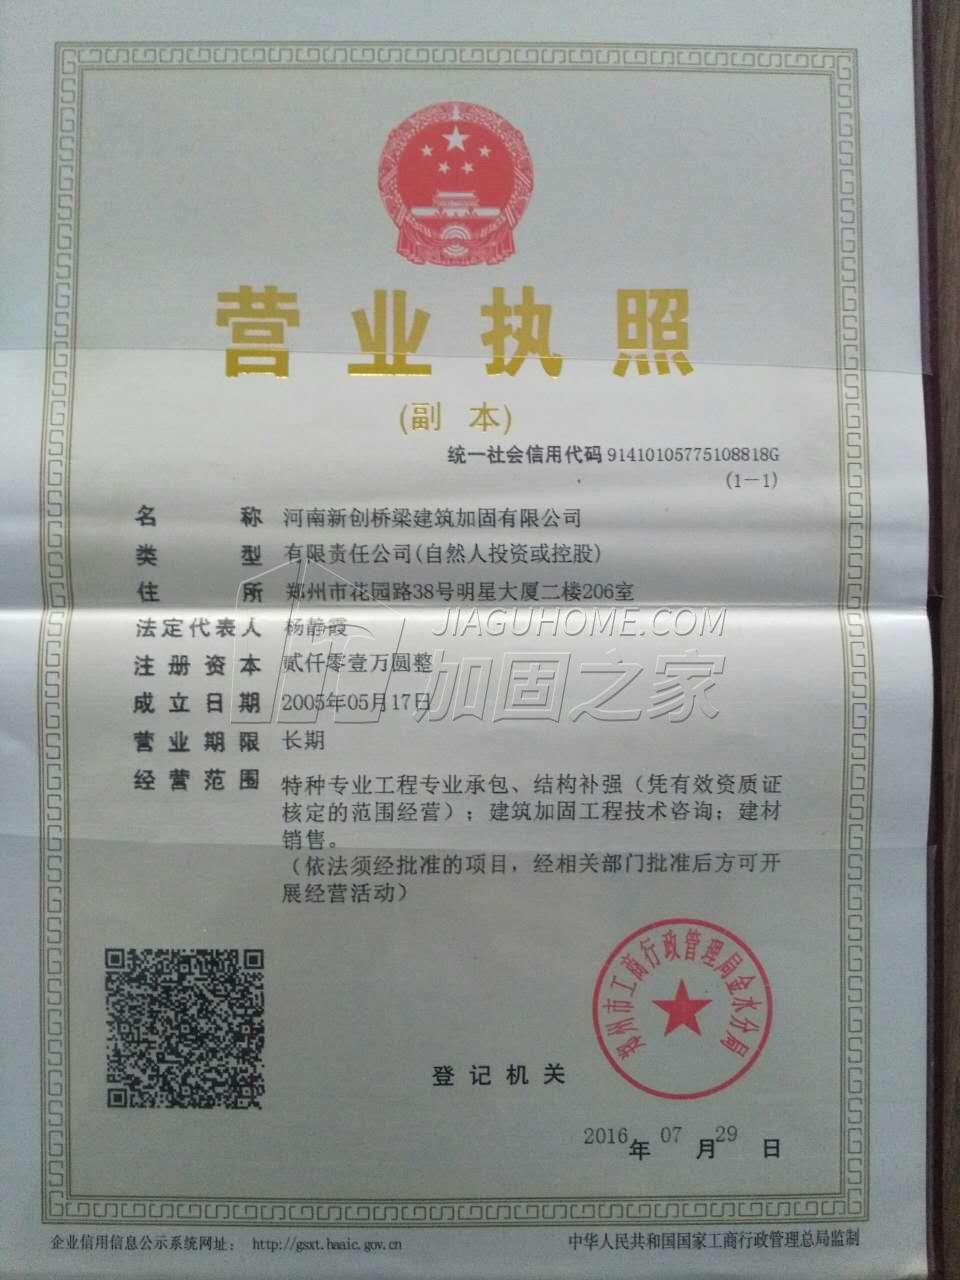 营业执照
(副 本)
统一社会信用代码 91410105775108818G
(1-1)
名 称 河南新创桥梁建筑加固有限公司
类 型 有限责任公司(自然人投资或控股)
住 所 郑州市花园路38号明星大厦二楼206室
法定代表人 杨静霞
注册资本 贰仟零壹万圆整
成立日期 2005年05月17日
营业期限 长期
经营范围 特种专业工程专业承包、结构补强（凭有效资质证
核定的范围经营）；建筑加固工程技术咨询；建材
销售。
（依法须经批准的项目，经相关部门批准后方可开
展经营活动）
JIAGUHOME.COM
加固之家
郑州市工商行政管理局金水分局
登记机关
2016年07月29日
企业信用信息公示系统网址： http://gsxt.haaic.gov.cn
中华人民共和国国家工商行政管理总局监制